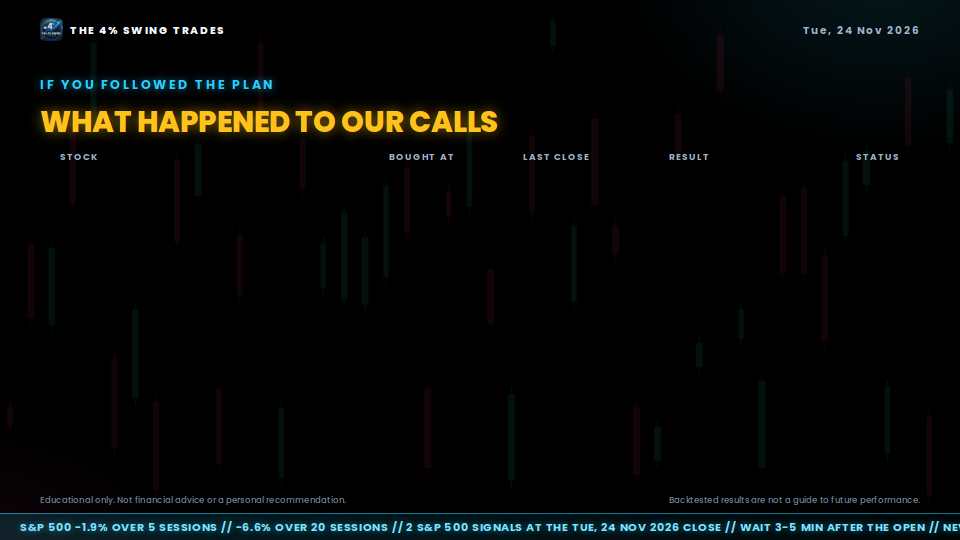 THE 4% SWING TRADES
Tue, 24 Nov 2026
IF YOU FOLLOWED THE PLAN
WHAT HAPPENED TO OUR CALLS
STOCK BOUGHT AT LAST CLOSE RESULT STATUS
Educational only. Not financial advice or a personal recommendation.
Backtested results are not a guide to future performance.
S&P 500 -1.9% OVER 5 SESSIONS // -6.6% OVER 20 SESSIONS // 2 S&P 500 SIGNALS AT THE TUE, 24 NOV 2026 CLOSE // WAIT 3-5 MIN AFTER THE OPEN //